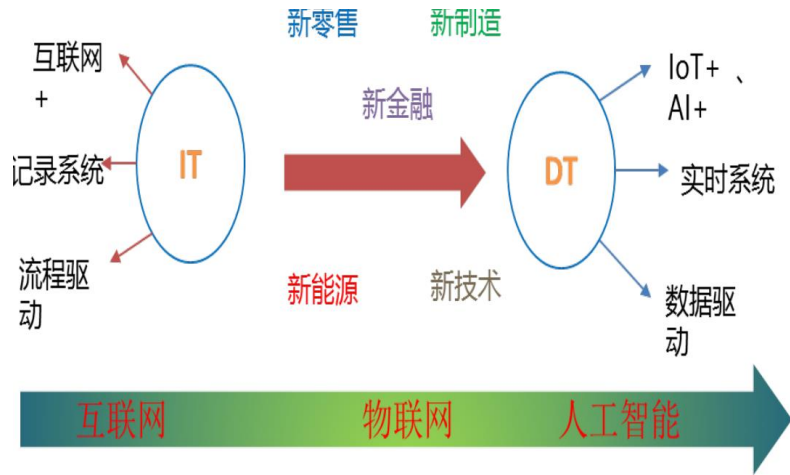 新零售 新制造
互联网
+
IoT+ 、
AI+
新金融
记录系统
IT
DT
实时系统
流程驱
动
新能源 新技术
数据驱
动
互联网 物联网 人工智能